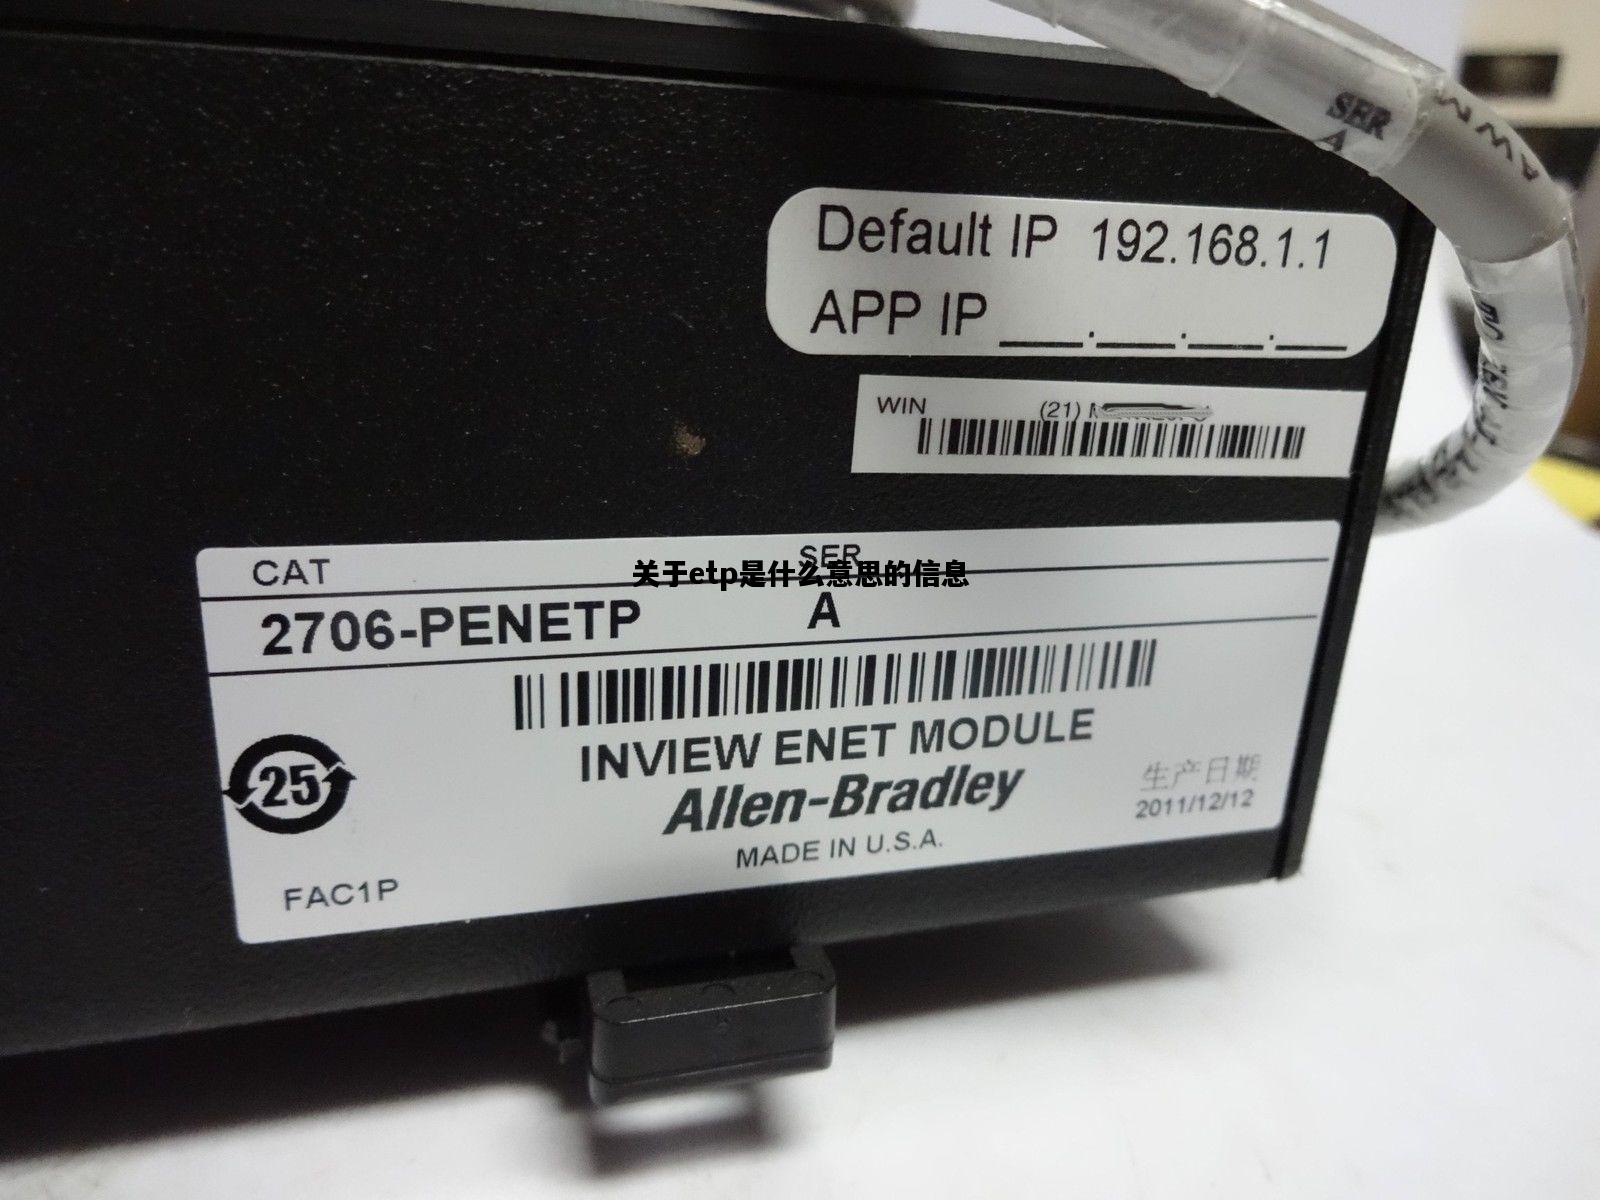 SER
A
AWM
Default IP 192.168.1.1
APP IP ___.___.___.___
WIN (21)
CAT SER
关于etp是什么意思的信息
2706-PENETP A
25
INVIEW ENET MODULE
Allen-Bradley
生产日期
2011/12/12
MADE IN U.S.A.
FAC1P